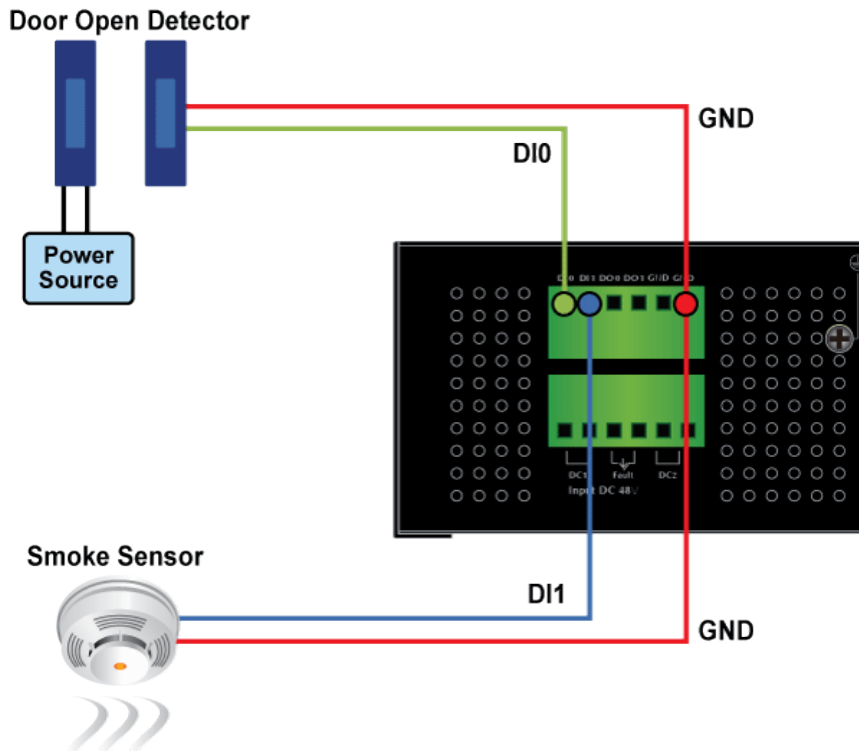 Door Open Detector
GND
DI0
Power
Source
DI0 DI1 DO0 DO1 GND GND
DC1 Fault DC2
Input DC 48V
Smoke Sensor
DI1
GND